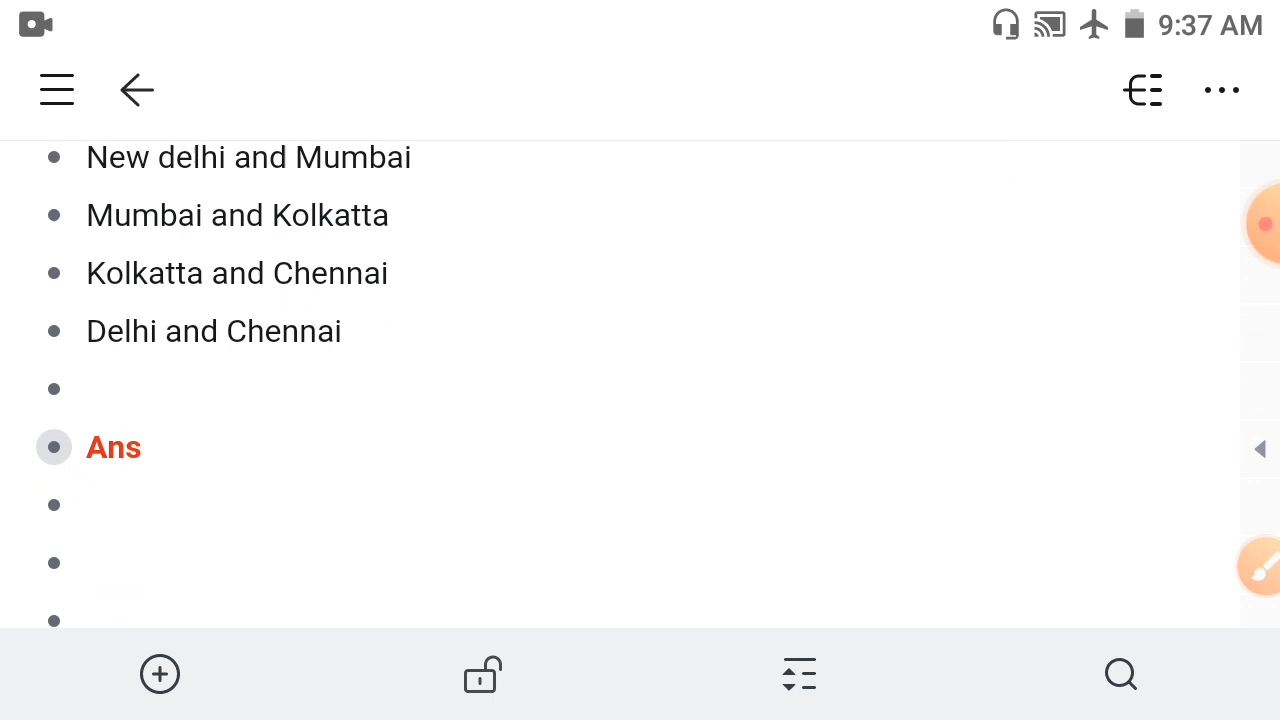 9:37 AM
New delhi and Mumbai
Mumbai and Kolkatta
Kolkatta and Chennai
Delhi and Chennai
Ans